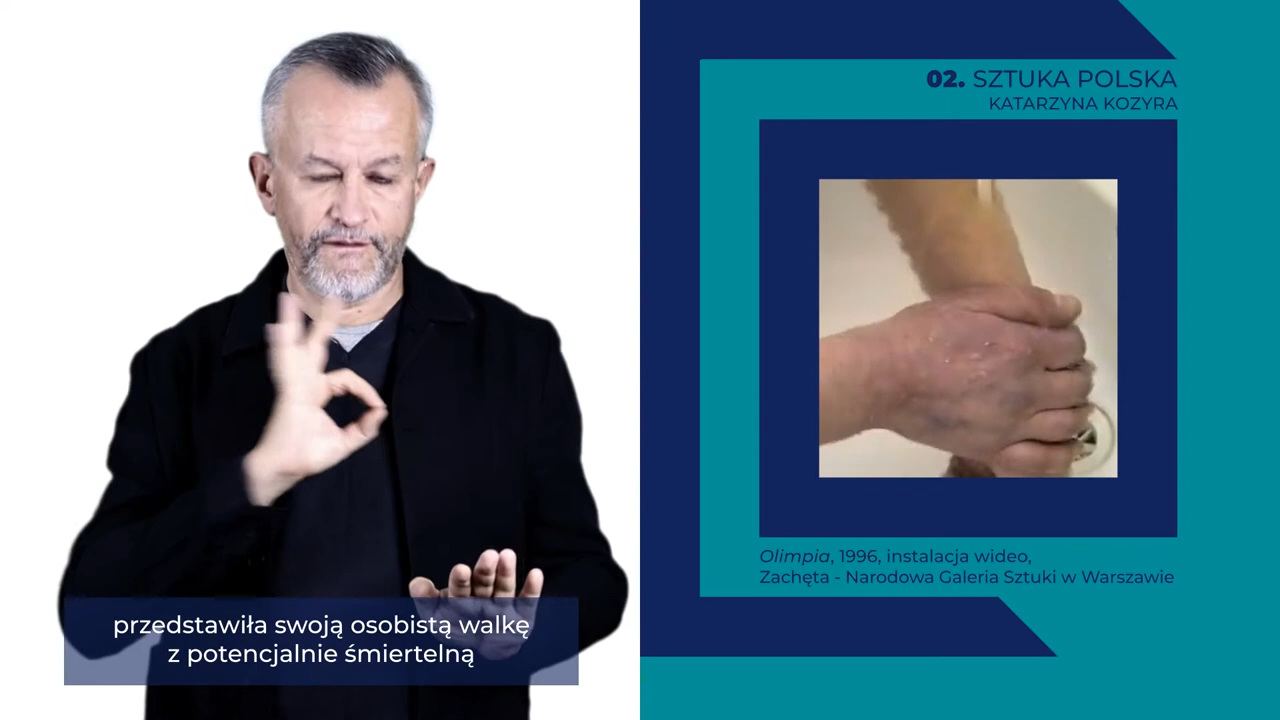 02. SZTUKA POLSKA
KATARZYNA KOZYRA
Olimpia, 1996, instalacja wideo,
Zachęta - Narodowa Galeria Sztuki w Warszawie
przedstawiła swoją osobistą walkę
z potencjalnie śmiertelną